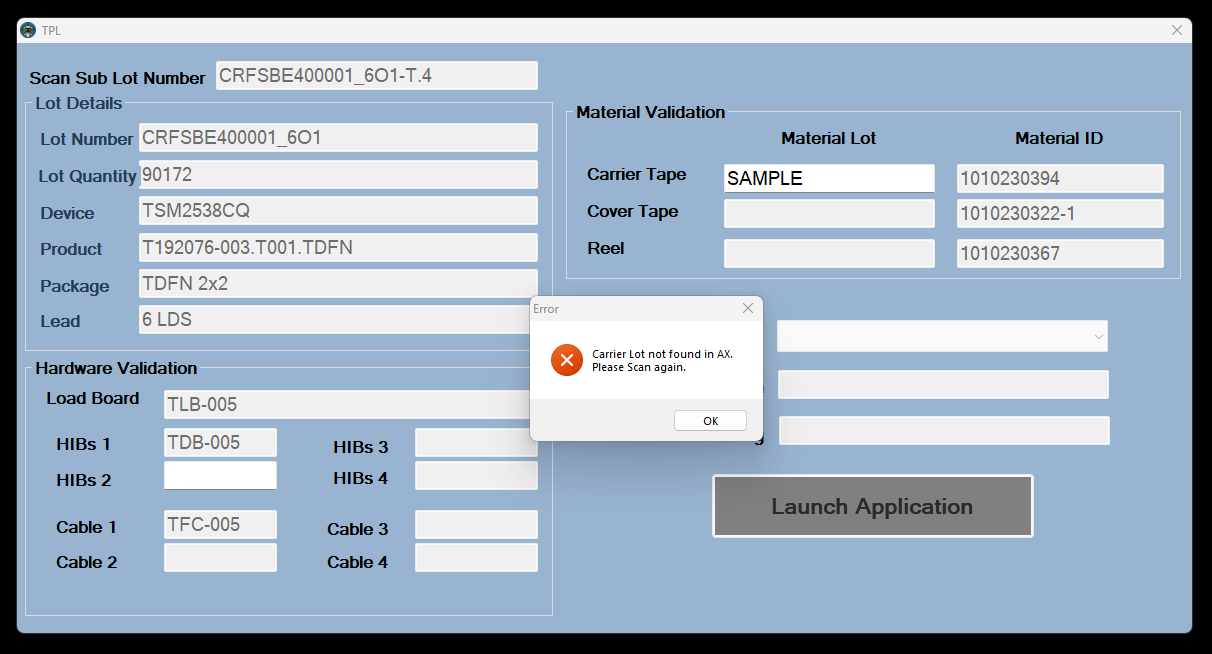 TPL
Scan Sub Lot Number CRFSBE400001_6O1-T.4
Lot Details
Lot Number CRFSBE400001_6O1
Lot Quantity 90172
Device TSM2538CQ
Product T192076-003.T001.TDFN
Package TDFN 2x2
Lead 6 LDS
Hardware Validation
Load Board TLB-005
HIBs 1 TDB-005 HIBs 3
HIBs 2 HIBs 4
Cable 1 TFC-005 Cable 3
Cable 2 Cable 4
Material Validation
Material Lot Material ID
Carrier Tape SAMPLE 1010230394
Cover Tape 1010230322-1
Reel 1010230367
Error
Carrier Lot not found in AX.
Please Scan again.
OK
Launch Application